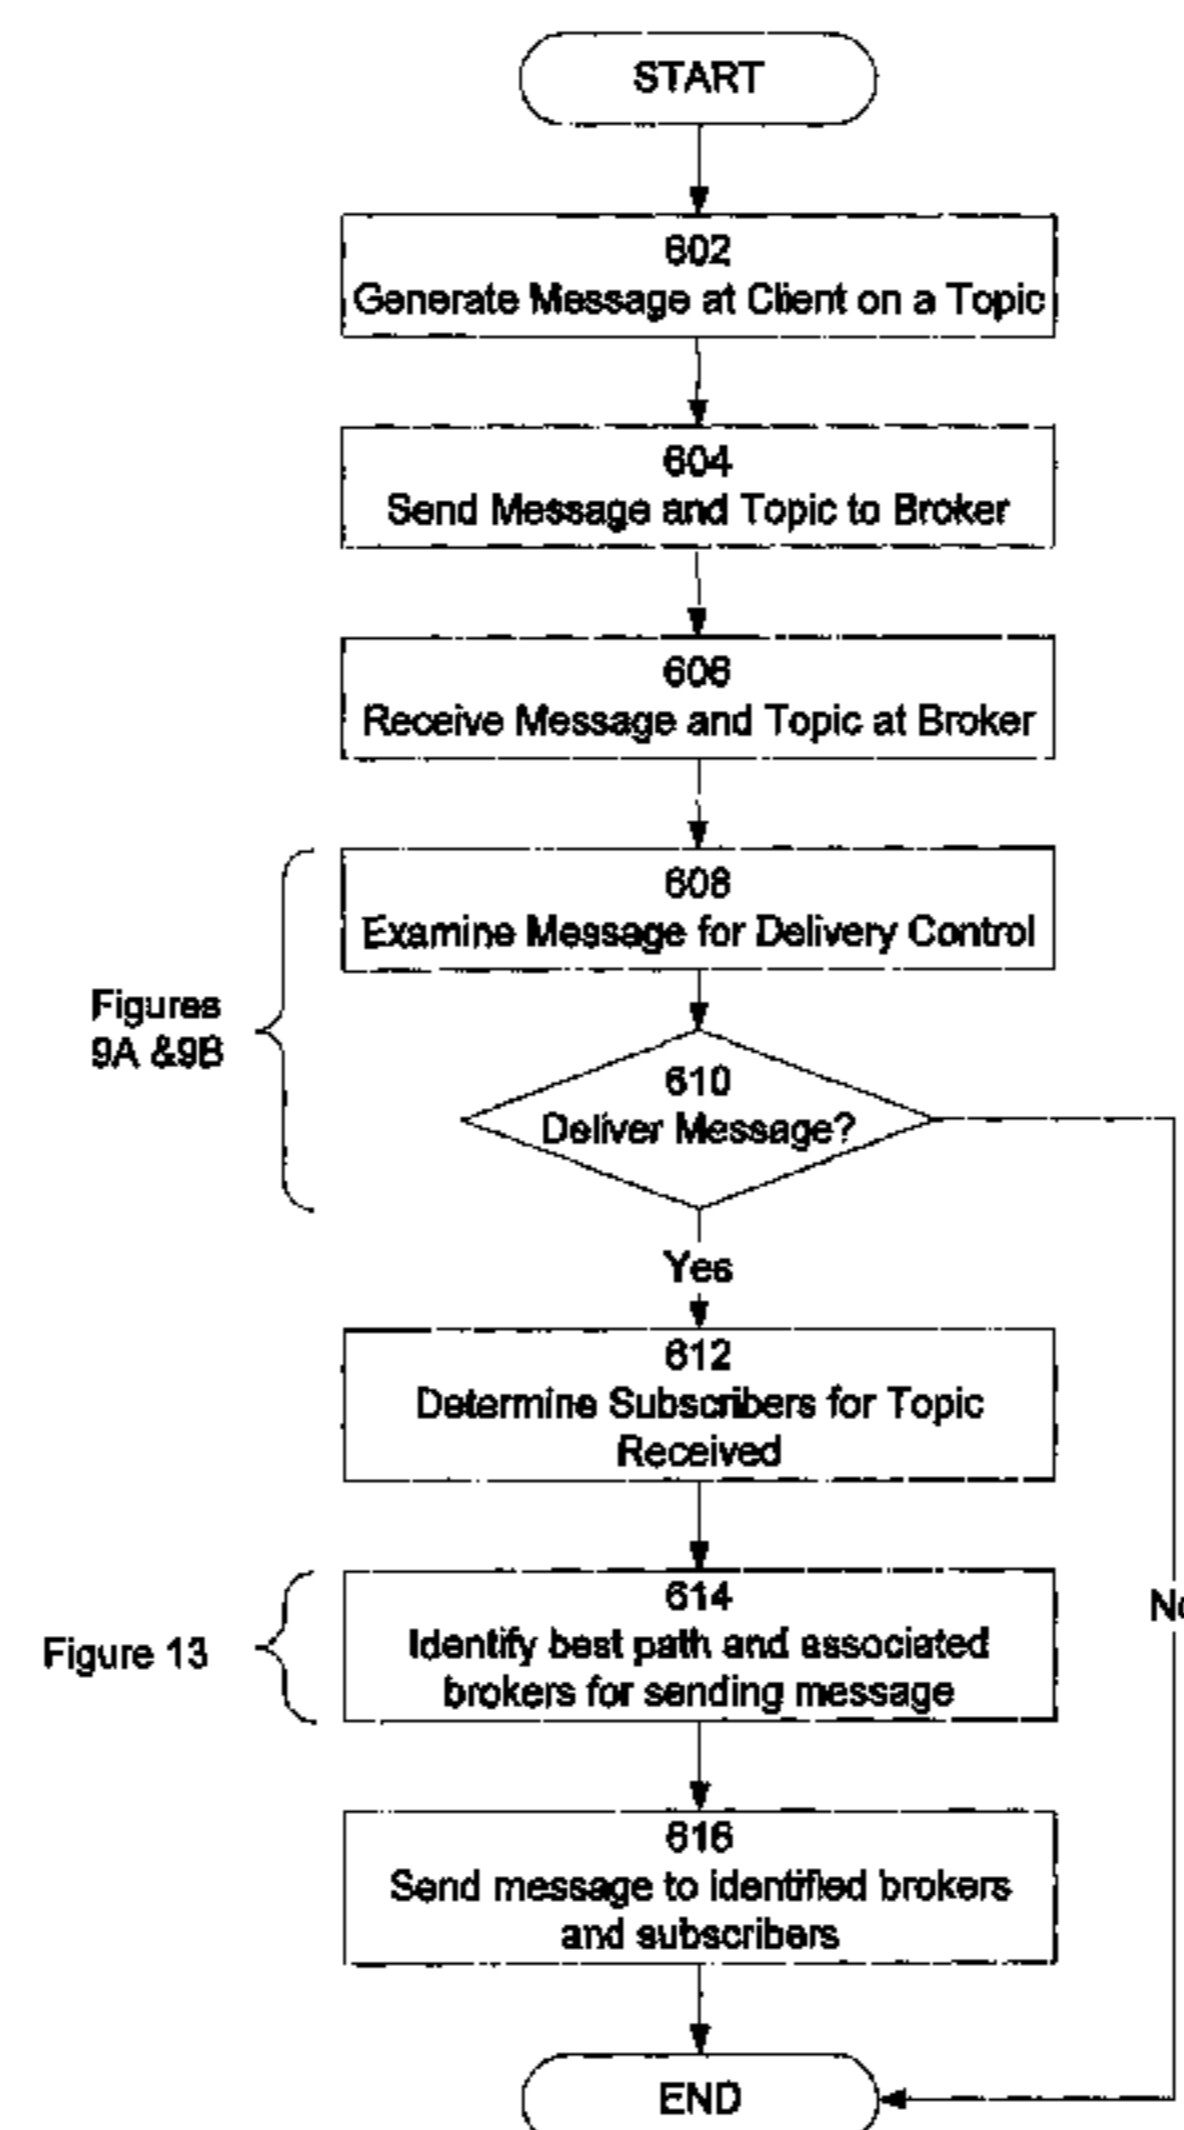 START
602
Generate Message at Client on a Topic
604
Send Message and Topic to Broker
606
Receive Message and Topic at Broker
608
Examine Message for Delivery Control
Figures
9A &9B
610
Deliver Message?
Yes
612
Determine Subscribers for Topic
Received
614
Identify best path and associated
brokers for sending message
Figure 13
No
616
Send message to identified brokers
and subscribers
END